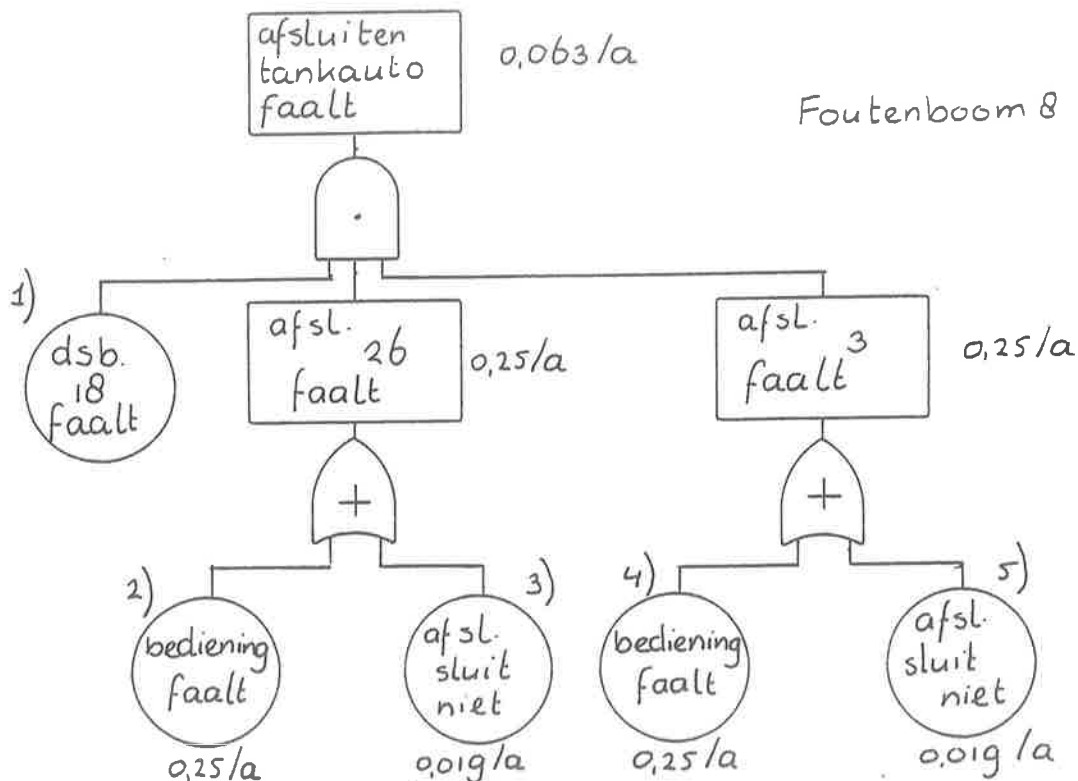 afsluiten
tankauto
faalt
0,063/a
Foutenboom 8
1)
dsb.
18
faalt
afsl.
26
faalt
0,25/a
afsl.
3
faalt
0,25/a
2)
bediening
faalt
0,25/a
3)
afsl.
sluit
niet
0,019/a
4)
bediening
faalt
0,25/a
5)
afsl.
sluit
niet
0,019/a